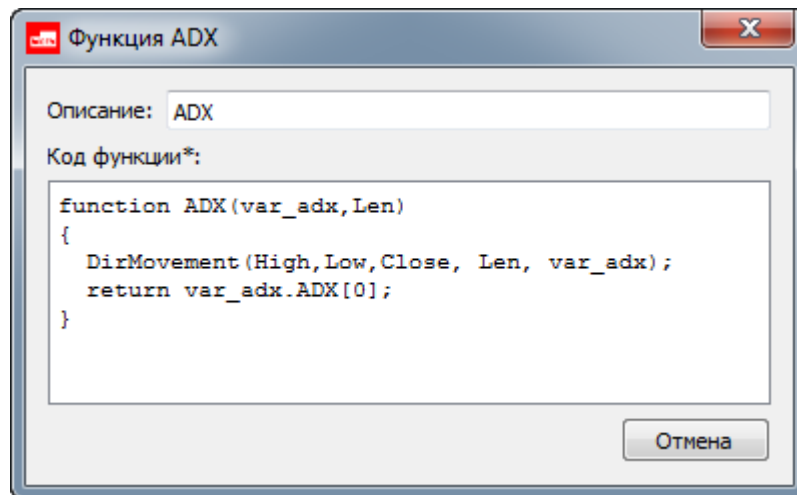 Функция ADX
Описание: ADX
Код функции*:
function ADX(var_adx,Len)
{
  DirMovement(High,Low,Close, Len, var_adx);
  return var_adx.ADX[0];
}
Отмена